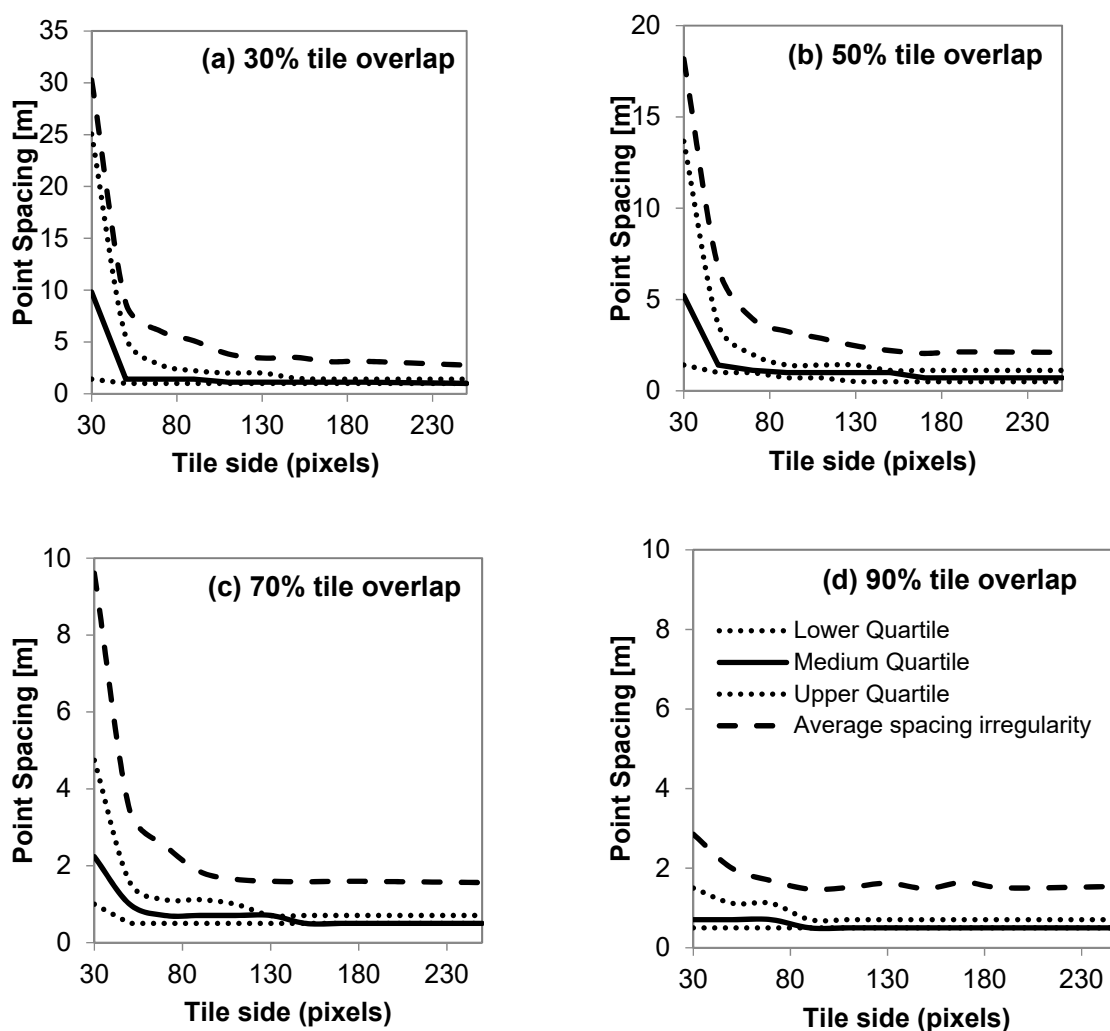 (a) 30% tile overlap
Point Spacing [m]
35
30
25
20
15
10
5
0
30 80 130 180 230
Tile side (pixels)
(b) 50% tile overlap
Point Spacing [m]
20
15
10
5
0
30 80 130 180 230
Tile side (pixels)
(c) 70% tile overlap
Point Spacing [m]
10
8
6
4
2
0
30 80 130 180 230
Tile side (pixels)
(d) 90% tile overlap
Point Spacing [m]
10
8
6
4
2
0
Lower Quartile
Medium Quartile
Upper Quartile
Average spacing irregularity
30 80 130 180 230
Tile side (pixels)